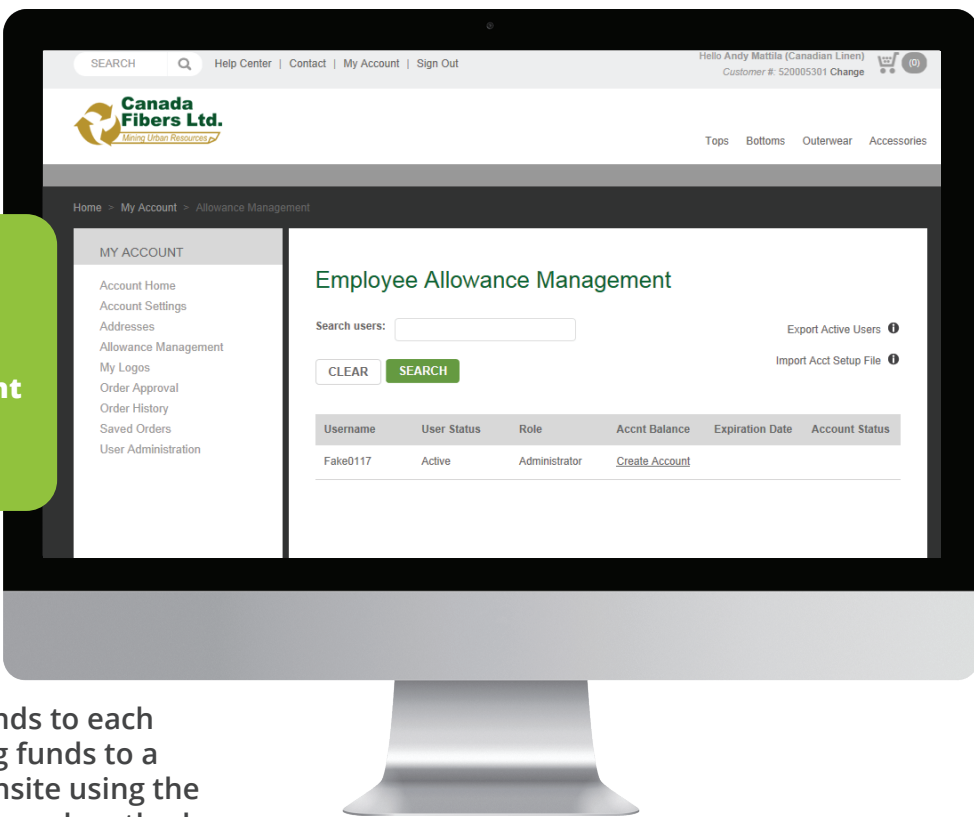 SEARCH Help Center | Contact | My Account | Sign Out
Hello Andy Mattila (Canadian Linen)
Customer #: 520005301 Change
(0)
Canada
Fibers Ltd.
Mining Urban Resources
Tops Bottoms Outerwear Accessories
Home > My Account > Allowance Management
MY ACCOUNT
Account Home
Account Settings
Addresses
Allowance Management
My Logos
Order Approval
Order History
Saved Orders
User Administration
Employee Allowance Management
Search users:
Export Active Users
Import Acct Setup File
CLEAR SEARCH
Username User Status Role Accnt Balance Expiration Date Account Status
Fake0117 Active Administrator Create Account
nt
nds to each
g funds to a
nsite using the